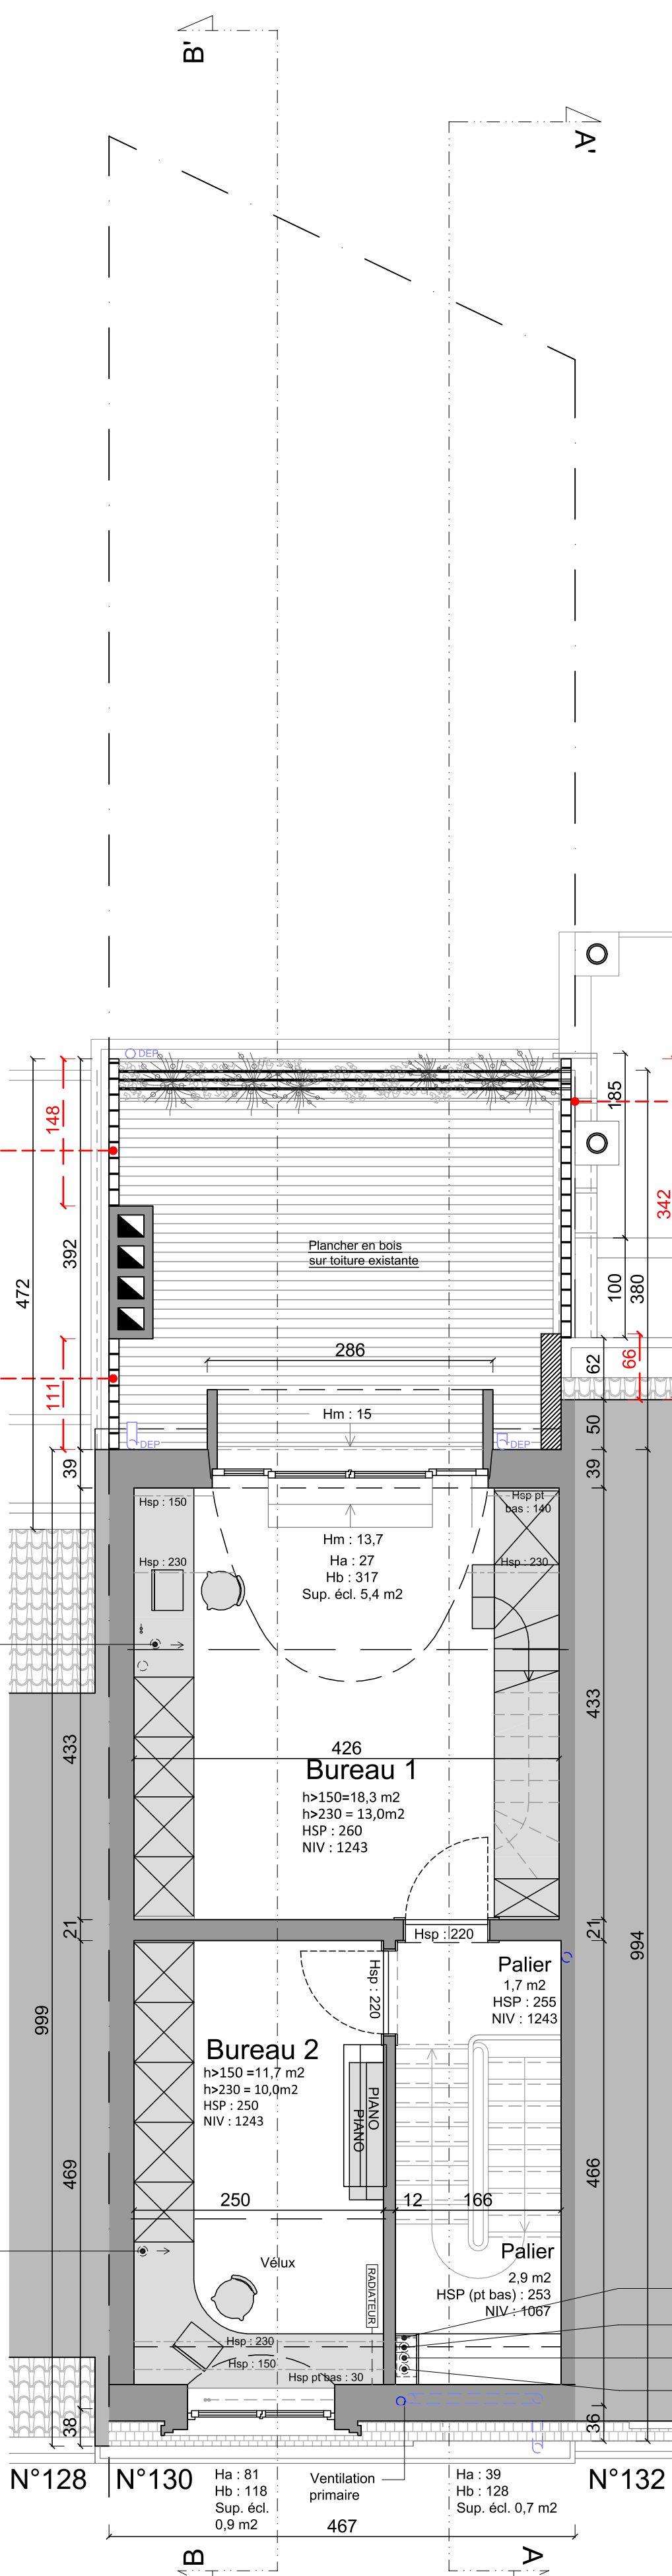 B'
A'
DEP
148
185
342
392
472
Plancher en bois
sur toiture existante
100
380
286
62
66
111
Hm : 15
DEP
DEP
50
39
39
Hsp : 150
Hsp pt
bas : 140
Hm : 13,7
Hsp : 230
Hsp : 230
Ha : 27
Hb : 317
Sup. écl. 5,4 m2
433
433
426
Bureau 1
h>150=18,3 m2
h>230 = 13,0m2
HSP : 260
NIV : 1243
21
Hsp : 220
21
994
999
Hsp : 220
Palier
1,7 m2
HSP : 255
NIV : 1243
Bureau 2
h>150 =11,7 m2
h>230 = 10,0m2
HSP : 250
NIV : 1243
PIANO
PIANO
469
466
250
12
166
Palier
Vélux
2,9 m2
HSP (pt bas) : 253
NIV : 1067
RADIATEUR
Hsp : 230
Hsp : 150
Hsp pt bas : 30
38
36
N°128
N°130
Ha : 81
Hb : 118
Sup. écl.
0,9 m2
Ventilation
primaire
Ha : 39
Hb : 128
Sup. écl. 0,7 m2
N°132
467
B
A